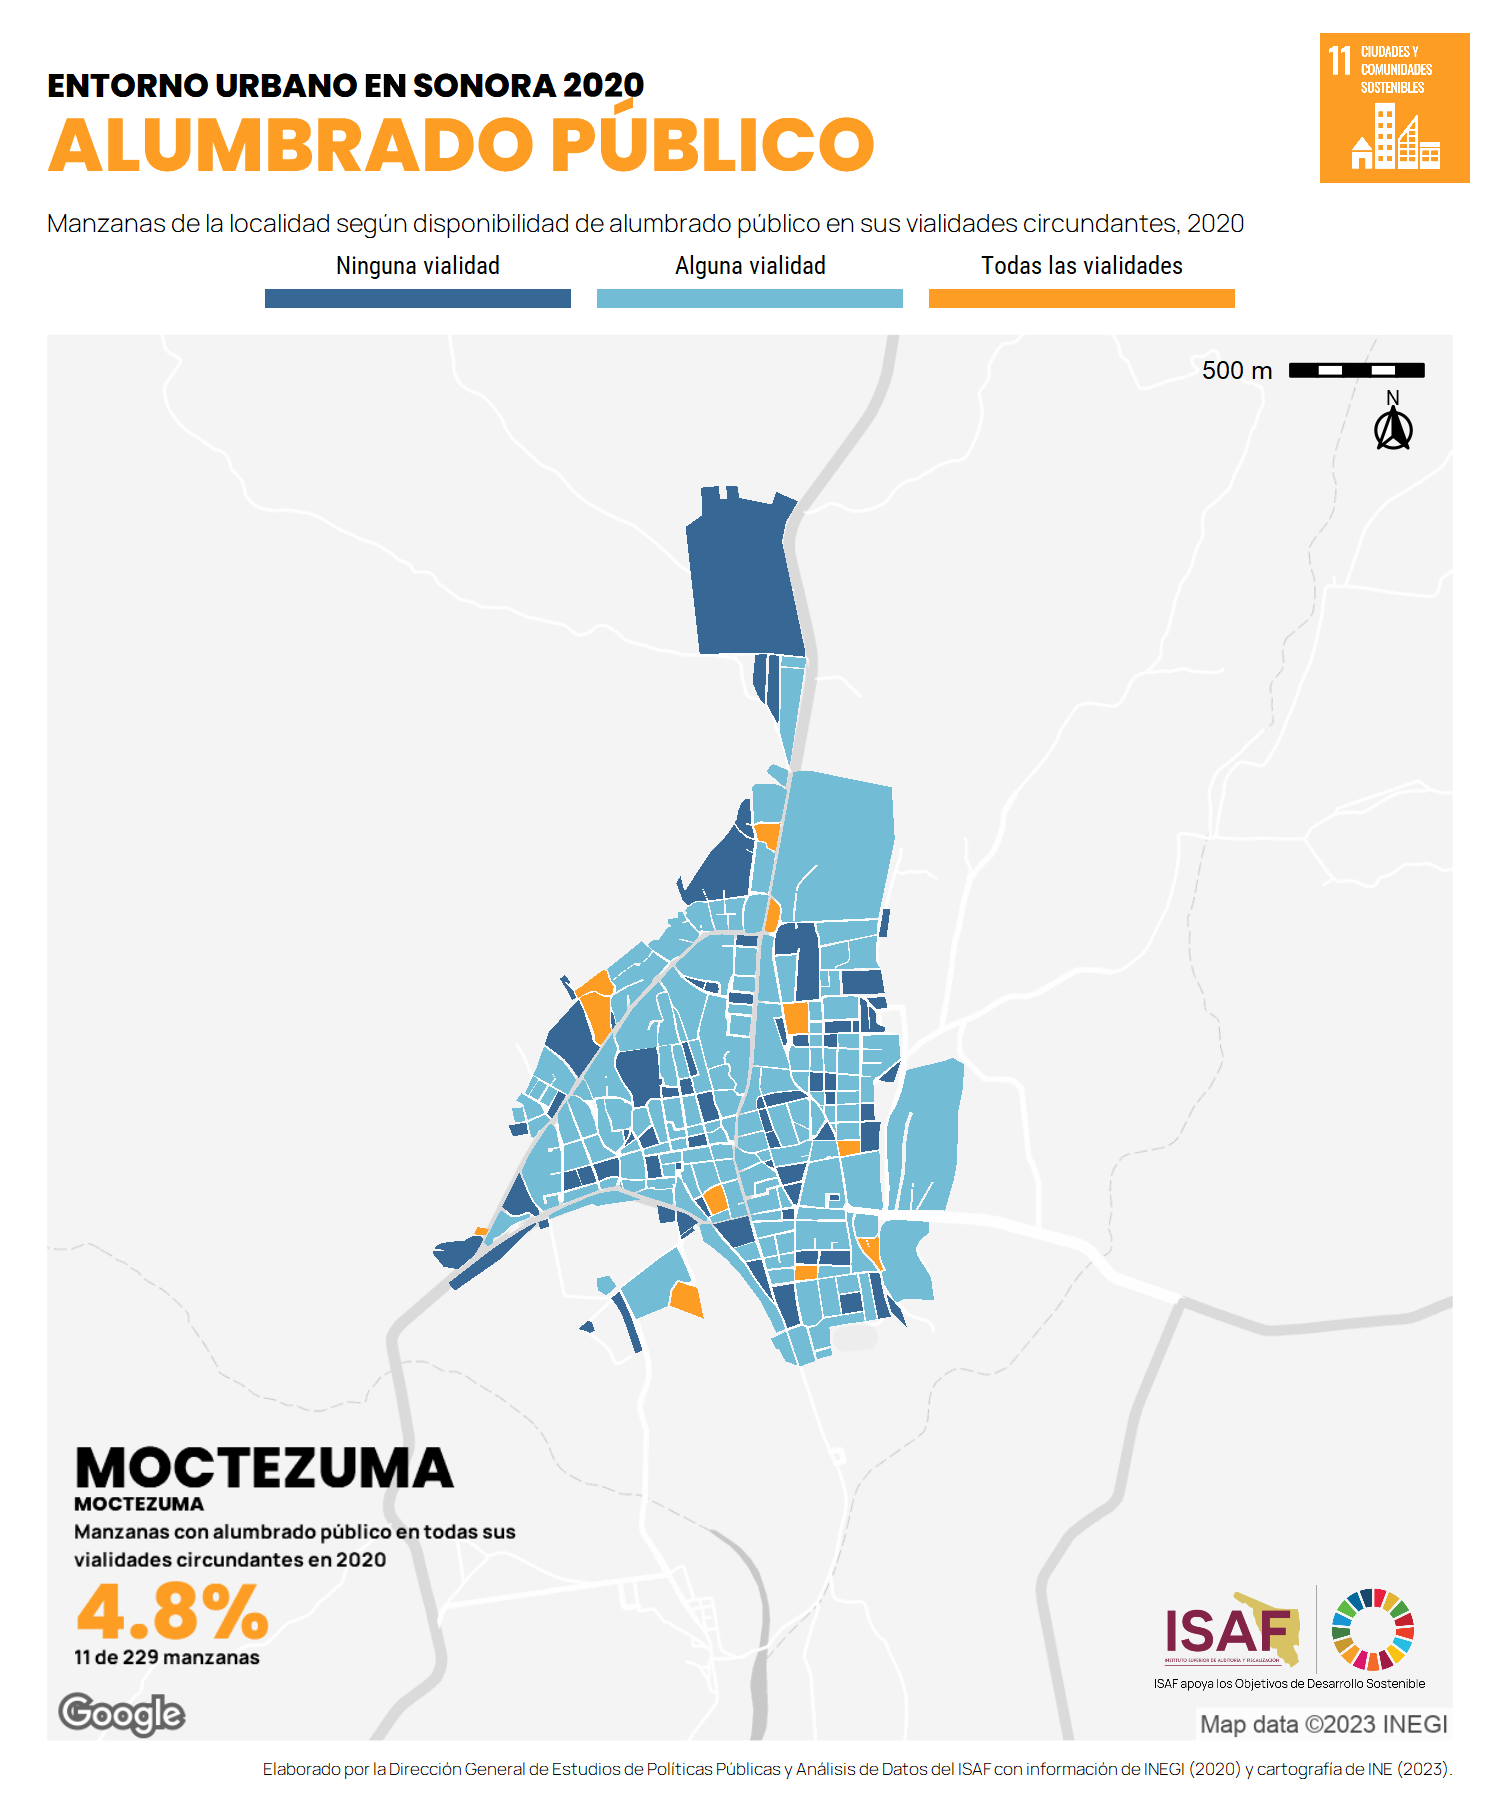 ENTORNO URBANO EN SONORA 2020
ALUMBRADO PÚBLICO
11 CIUDADES Y
COMUNIDADES
SOSTENIBLES
Manzanas de la localidad según disponibilidad de alumbrado público en sus vialidades circundantes, 2020
Ninguna vialidad
Alguna vialidad
Todas las vialidades
500 m
N
MOCTEZUMA
MOCTEZUMA
Manzanas con alumbrado público en todas sus
vialidades circundantes en 2020
4.8%
11 de 229 manzanas
Google
ISAF
INSTITUTO SUPERIOR DE AUDITORÍA Y FISCALIZACIÓN
ISAF apoya los Objetivos de Desarrollo Sostenible
Map data ©2023 INEGI
Elaborado por la Dirección General de Estudios de Políticas Públicas y Análisis de Datos del ISAF con información de INEGI (2020) y cartografía de INE (2023).